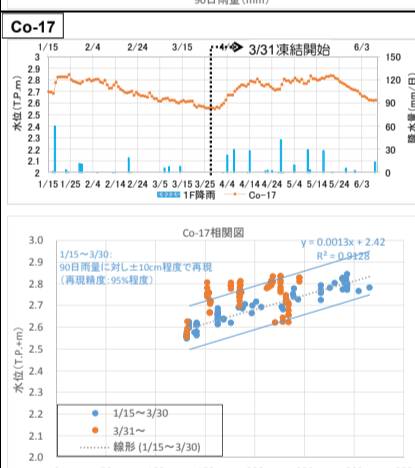 90日雨量(mm)
Co-17
1/15 2/4 2/24 3/15 6/3
3/31凍結開始
3 150
2.9
2.8 120
2.7
2.6 90
2.5
2.4 60
2.3
2.2 30
2.1
2 0
水位(T.P.m)
降水量(mm/日)
1/15 1/25 2/4 2/14 2/24 3/5 3/15 3/25 4/4 4/14 4/24 5/4 5/14 5/24 6/3
1F降雨 Co-17
Co-17相関図
1/15~3/30:
90日雨量に対し±10cm程度で再現
(再現精度:95%程度)
y = 0.0013x + 2.42
R² = 0.9128
水位(T.P.+m)
3.0
2.9
2.8
2.7
2.6
2.5
2.4
2.3
2.2
2.1
2.0
1/15~3/30
3/31~
線形 (1/15~3/30)